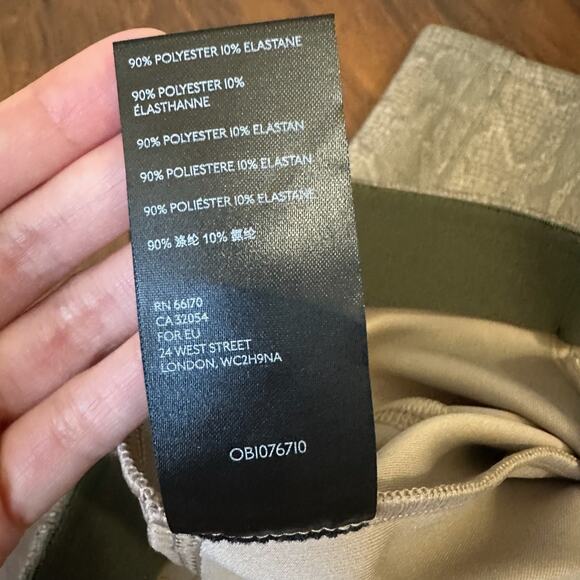 90% POLYESTER 10% ELASTANE
90% POLYESTER 10%
ÉLASTHANNE
90% POLYESTER 10% ELASTAN
90% POLIESTERE 10% ELASTAN
90% POLIÉSTER 10% ELASTANE
90% 涤纶 10% 氨纶
RN 66170
CA 32054
FOR EU
24 WEST STREET
LONDON, WC2H9NA
OB1076710